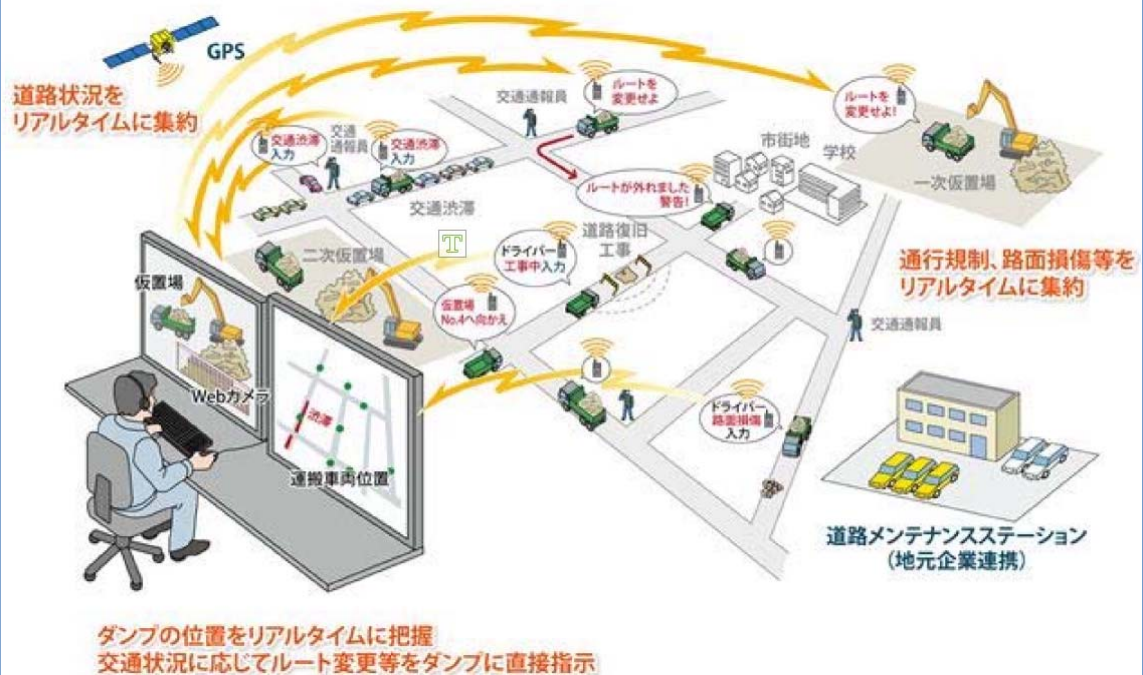 GPS
道路状況を
リアルタイムに集約
交通通報員
ルートを
変更せよ
ルートを
変更せよ!
交通渋滞
入力
交通
通報員
交通渋滞
入力
市街地
学校
一次仮置場
ルートが外れました
警告!
交通渋滞
T
ドライバー
工事中入力
道路復旧
工事
二次仮置場
通行規制、路面損傷等を
リアルタイムに集約
仮置場
仮置場
No.4へ向かえ
交通通報員
Webカメラ
渋滞
ドライバー
路面損傷
入力
運搬車両位置
道路メンテナンスステーション
(地元企業連携)
ダンプの位置をリアルタイムに把握
交通状況に応じてルート変更等をダンプに直接指示